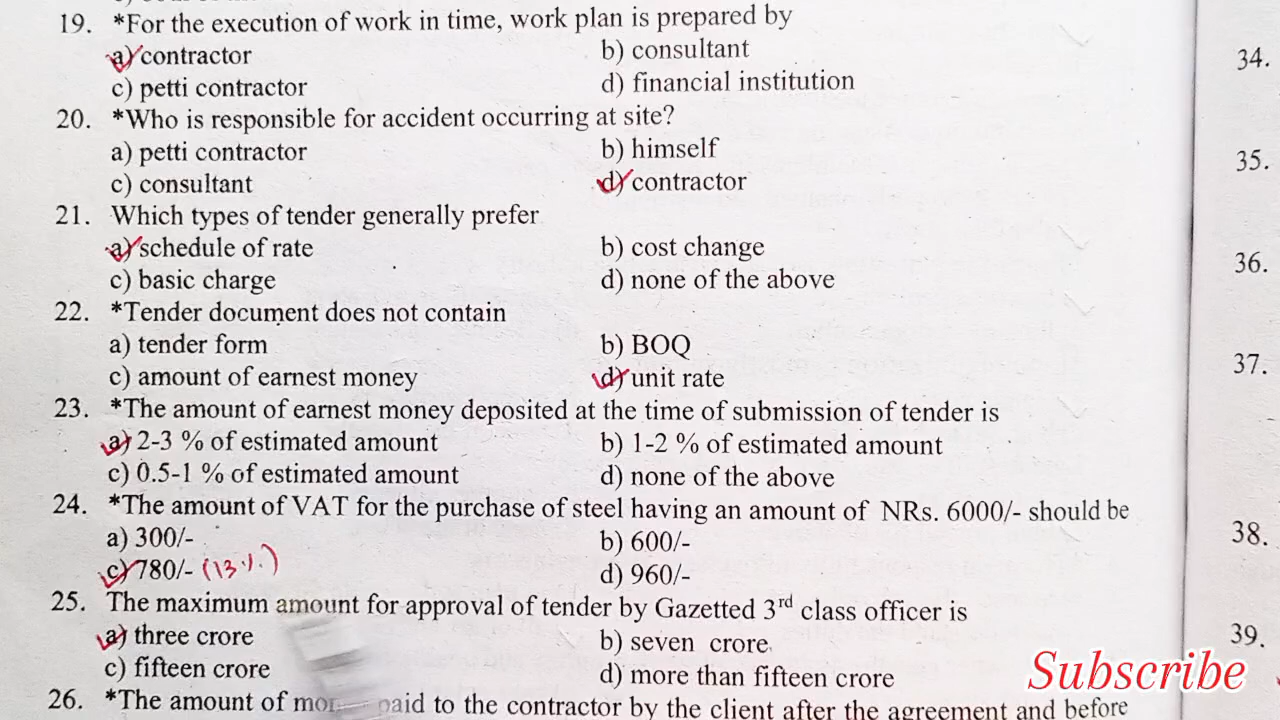 19. *For the execution of work in time, work plan is prepared by
a) contractor b) consultant
c) petti contractor d) financial institution
20. *Who is responsible for accident occurring at site?
a) petti contractor b) himself
c) consultant d) contractor
21. Which types of tender generally prefer
a) schedule of rate b) cost change
c) basic charge d) none of the above
22. *Tender document does not contain
a) tender form b) BOQ
c) amount of earnest money d) unit rate
23. *The amount of earnest money deposited at the time of submission of tender is
a) 2-3 % of estimated amount b) 1-2 % of estimated amount
c) 0.5-1 % of estimated amount d) none of the above
24. *The amount of VAT for the purchase of steel having an amount of NRs. 6000/- should be
a) 300/- b) 600/-
c) 780/- (13%) d) 960/-
25. The maximum amount for approval of tender by Gazetted 3rd class officer is
a) three crore b) seven crore
c) fifteen crore d) more than fifteen crore
26. *The amount of paid to the contractor by the client after the agreement and before
34.
35.
36.
37.
38.
39.
Subscribe